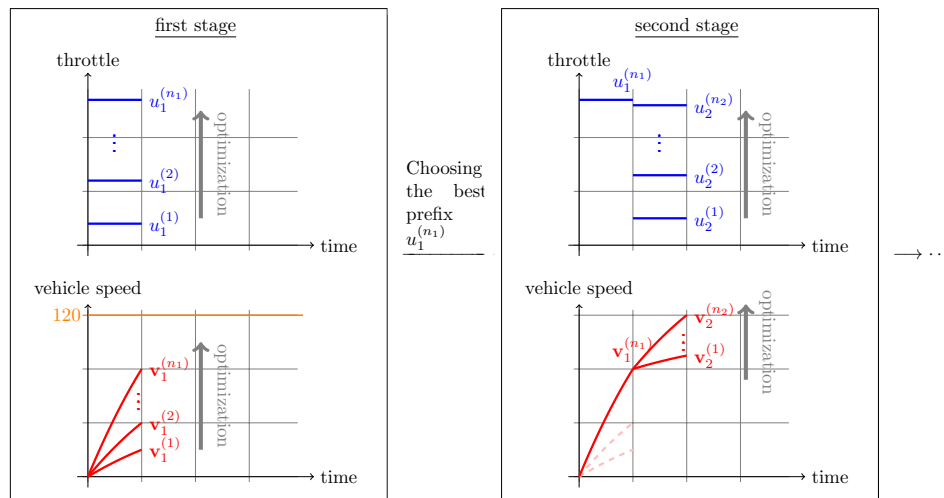 first stage
throttle
u_1^{(n_1)}
⋮
u_1^{(2)}
u_1^{(1)}
optimization
time
vehicle speed
120
v_1^{(n_1)}
⋮
v_1^{(2)}
v_1^{(1)}
optimization
time
Choosing
the best
prefix
u_1^{(n_1)}
second stage
throttle
u_1^{(n_1)}
u_2^{(n_2)}
⋮
u_2^{(2)}
u_2^{(1)}
optimization
time
vehicle speed
v_2^{(n_2)}
⋮
v_1^{(n_1)}
v_2^{(1)}
optimization
time
⟶ ··